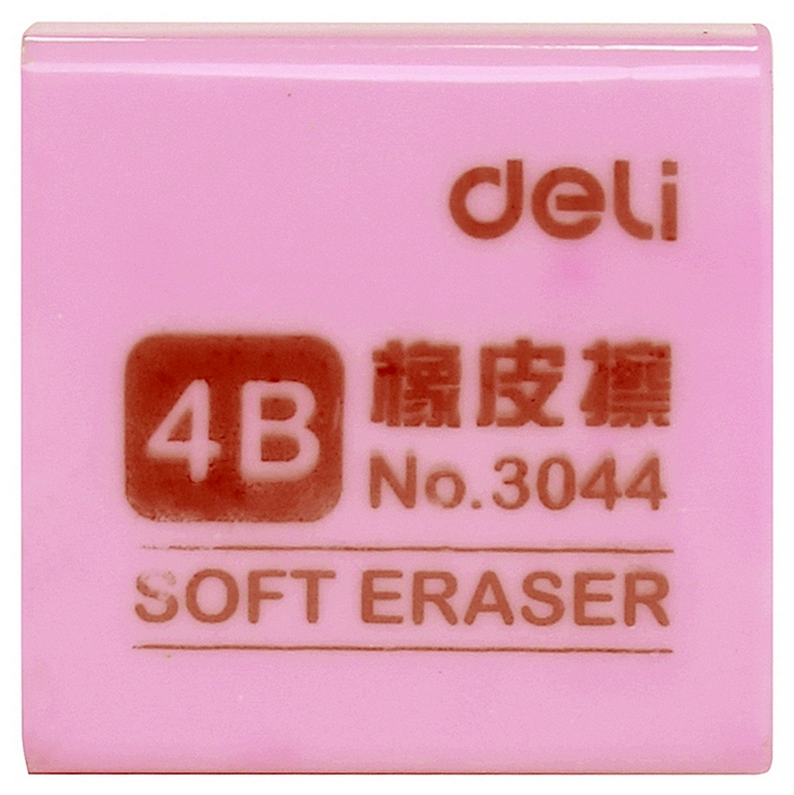 deli
4B 橡皮擦
No.3044
SOFT ERASER